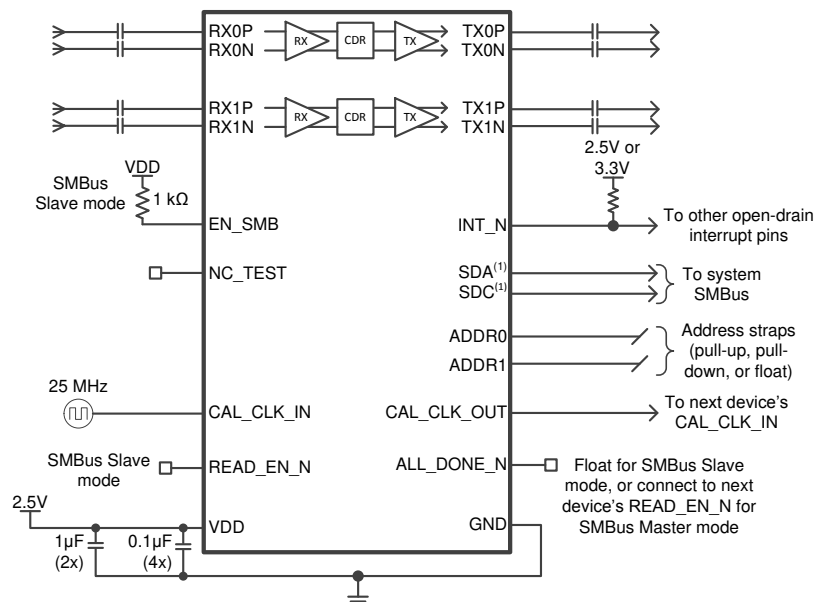 RX0P
RX0N
RX
CDR
TX
TX0P
TX0N
RX1P
RX1N
RX
CDR
TX
TX1P
TX1N
2.5V or
3.3V
VDD
SMBus
Slave mode
1 kΩ
EN_SMB
INT_N
To other open-drain
interrupt pins
NC_TEST
SDA(1)
SDC(1)
To system
SMBus
ADDR0
ADDR1
Address straps
(pull-up, pull-
down, or float)
25 MHz
CAL_CLK_IN
CAL_CLK_OUT
To next device's
CAL_CLK_IN
SMBus Slave
mode
READ_EN_N
ALL_DONE_N
Float for SMBus Slave
mode, or connect to next
device's READ_EN_N for
SMBus Master mode
2.5V
VDD
GND
1μF
(2x)
0.1μF
(4x)